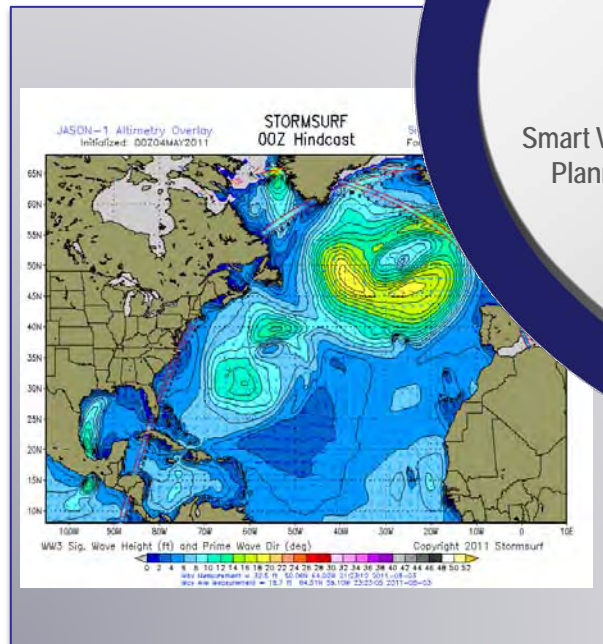 Smart
Plan
STORMSURF
JASON-1 Altimetry Overlay
00Z Hindcast
Initialized: 00Z04MAY2011
65N
60N
55N
50N
45N
40N
35N
30N
25N
20N
15N
10N
100W 90W 80W 70W 60W 50W 40W 30W 20W 10W 0 10E
WW3 Sig. Wave Height (ft) and Prime Wave Dir (deg) Copyright 2011 Stormsurf
0 2 4 6 8 10 12 14 16 18 20 22 24 26 28 30 32 34 36 38 40 42 44 46 48 50 52